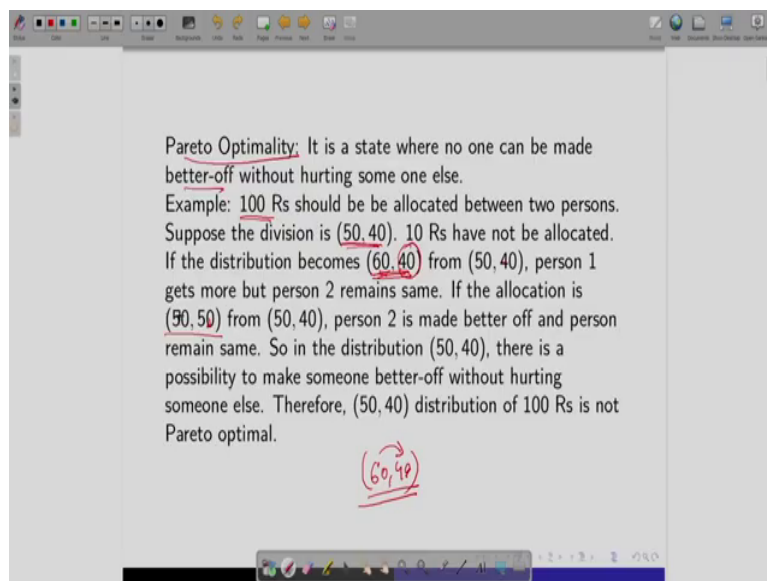 Pareto Optimality: It is a state where no one can be made
better-off without hurting some one else.
Example: 100 Rs should be be allocated between two persons.
Suppose the division is (50, 40). 10 Rs have not be allocated.
If the distribution becomes (60, 40) from (50, 40), person 1
gets more but person 2 remains same. If the allocation is
(50, 50) from (50, 40), person 2 is made better off and person
remain same. So in the distribution (50, 40), there is a
possibility to make someone better-off without hurting
someone else. Therefore, (50, 40) distribution of 100 Rs is not
Pareto optimal.
(60, 40)